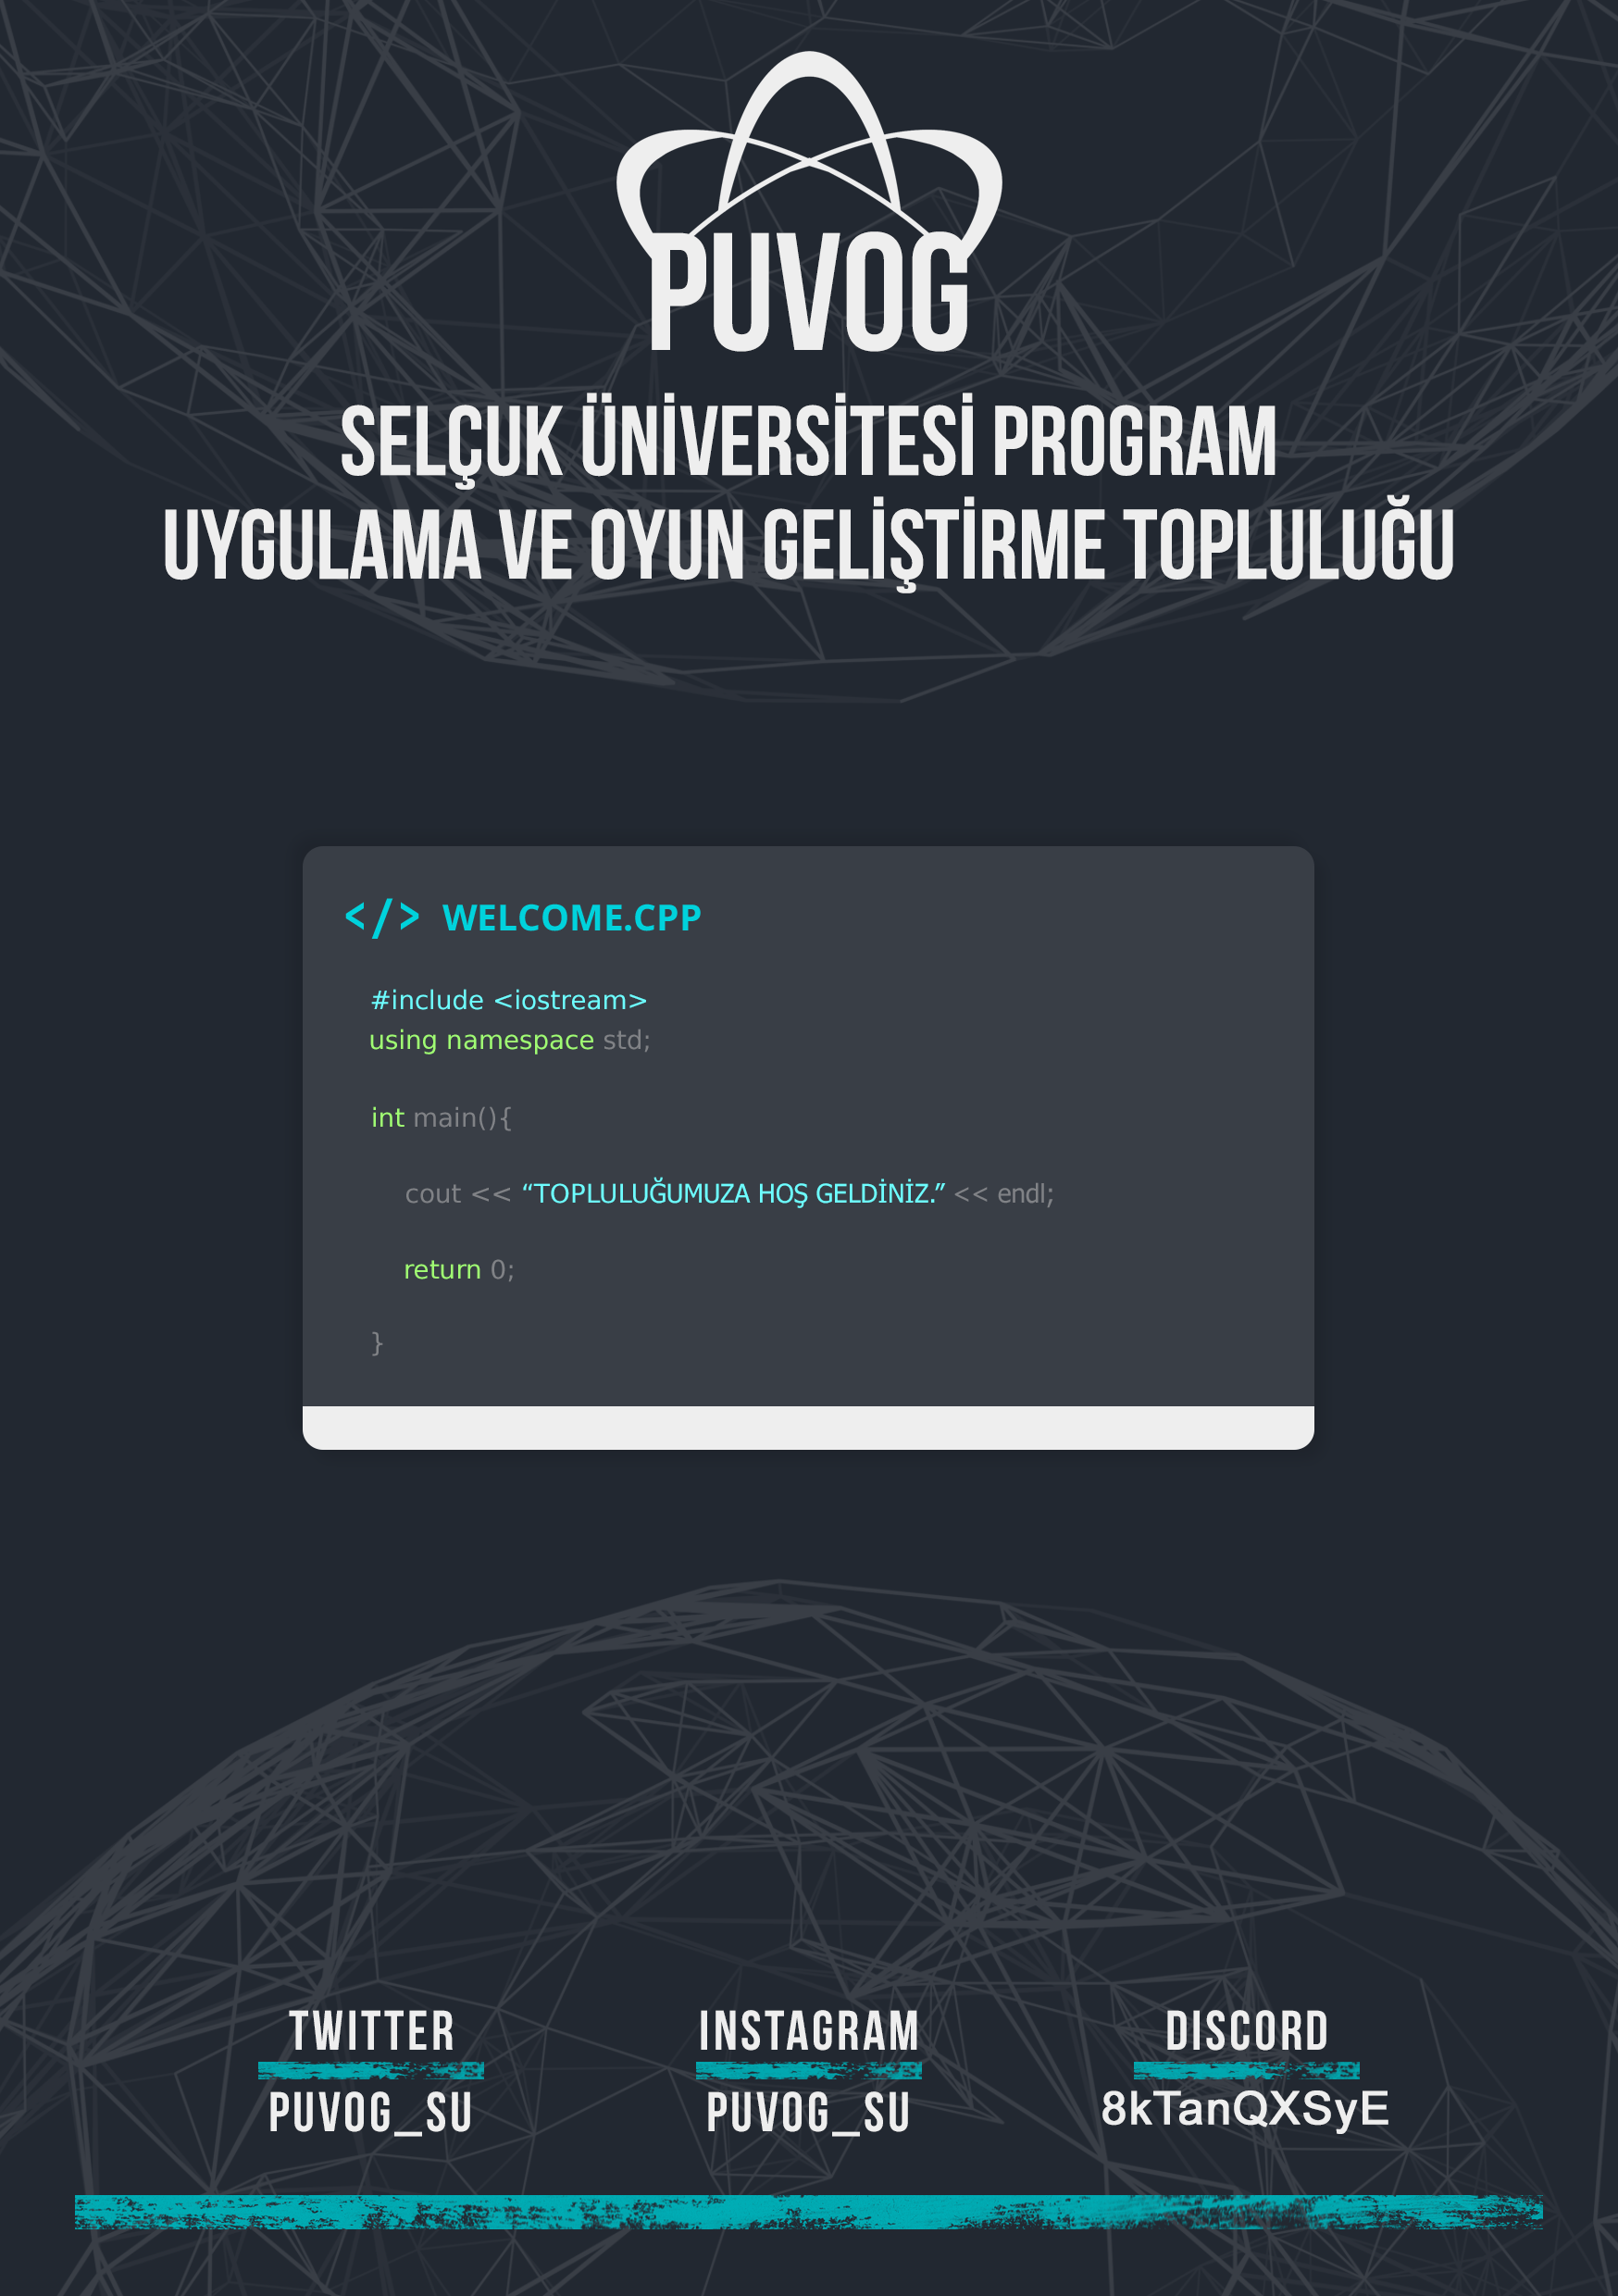 PUVOG
SELÇUK ÜNİVERSİTESİ PROGRAM
UYGULAMA VE OYUN GELİŞTİRME TOPLULUĞU
</> WELCOME.CPP
#include <iostream>
using namespace std;
int main(){
cout << “TOPLULUĞUMUZA HOŞ GELDİNİZ.” << endl;
return 0;
}
TWITTER
PUVOG_SU
INSTAGRAM
PUVOG_SU
DISCORD
8kTanQXSyE